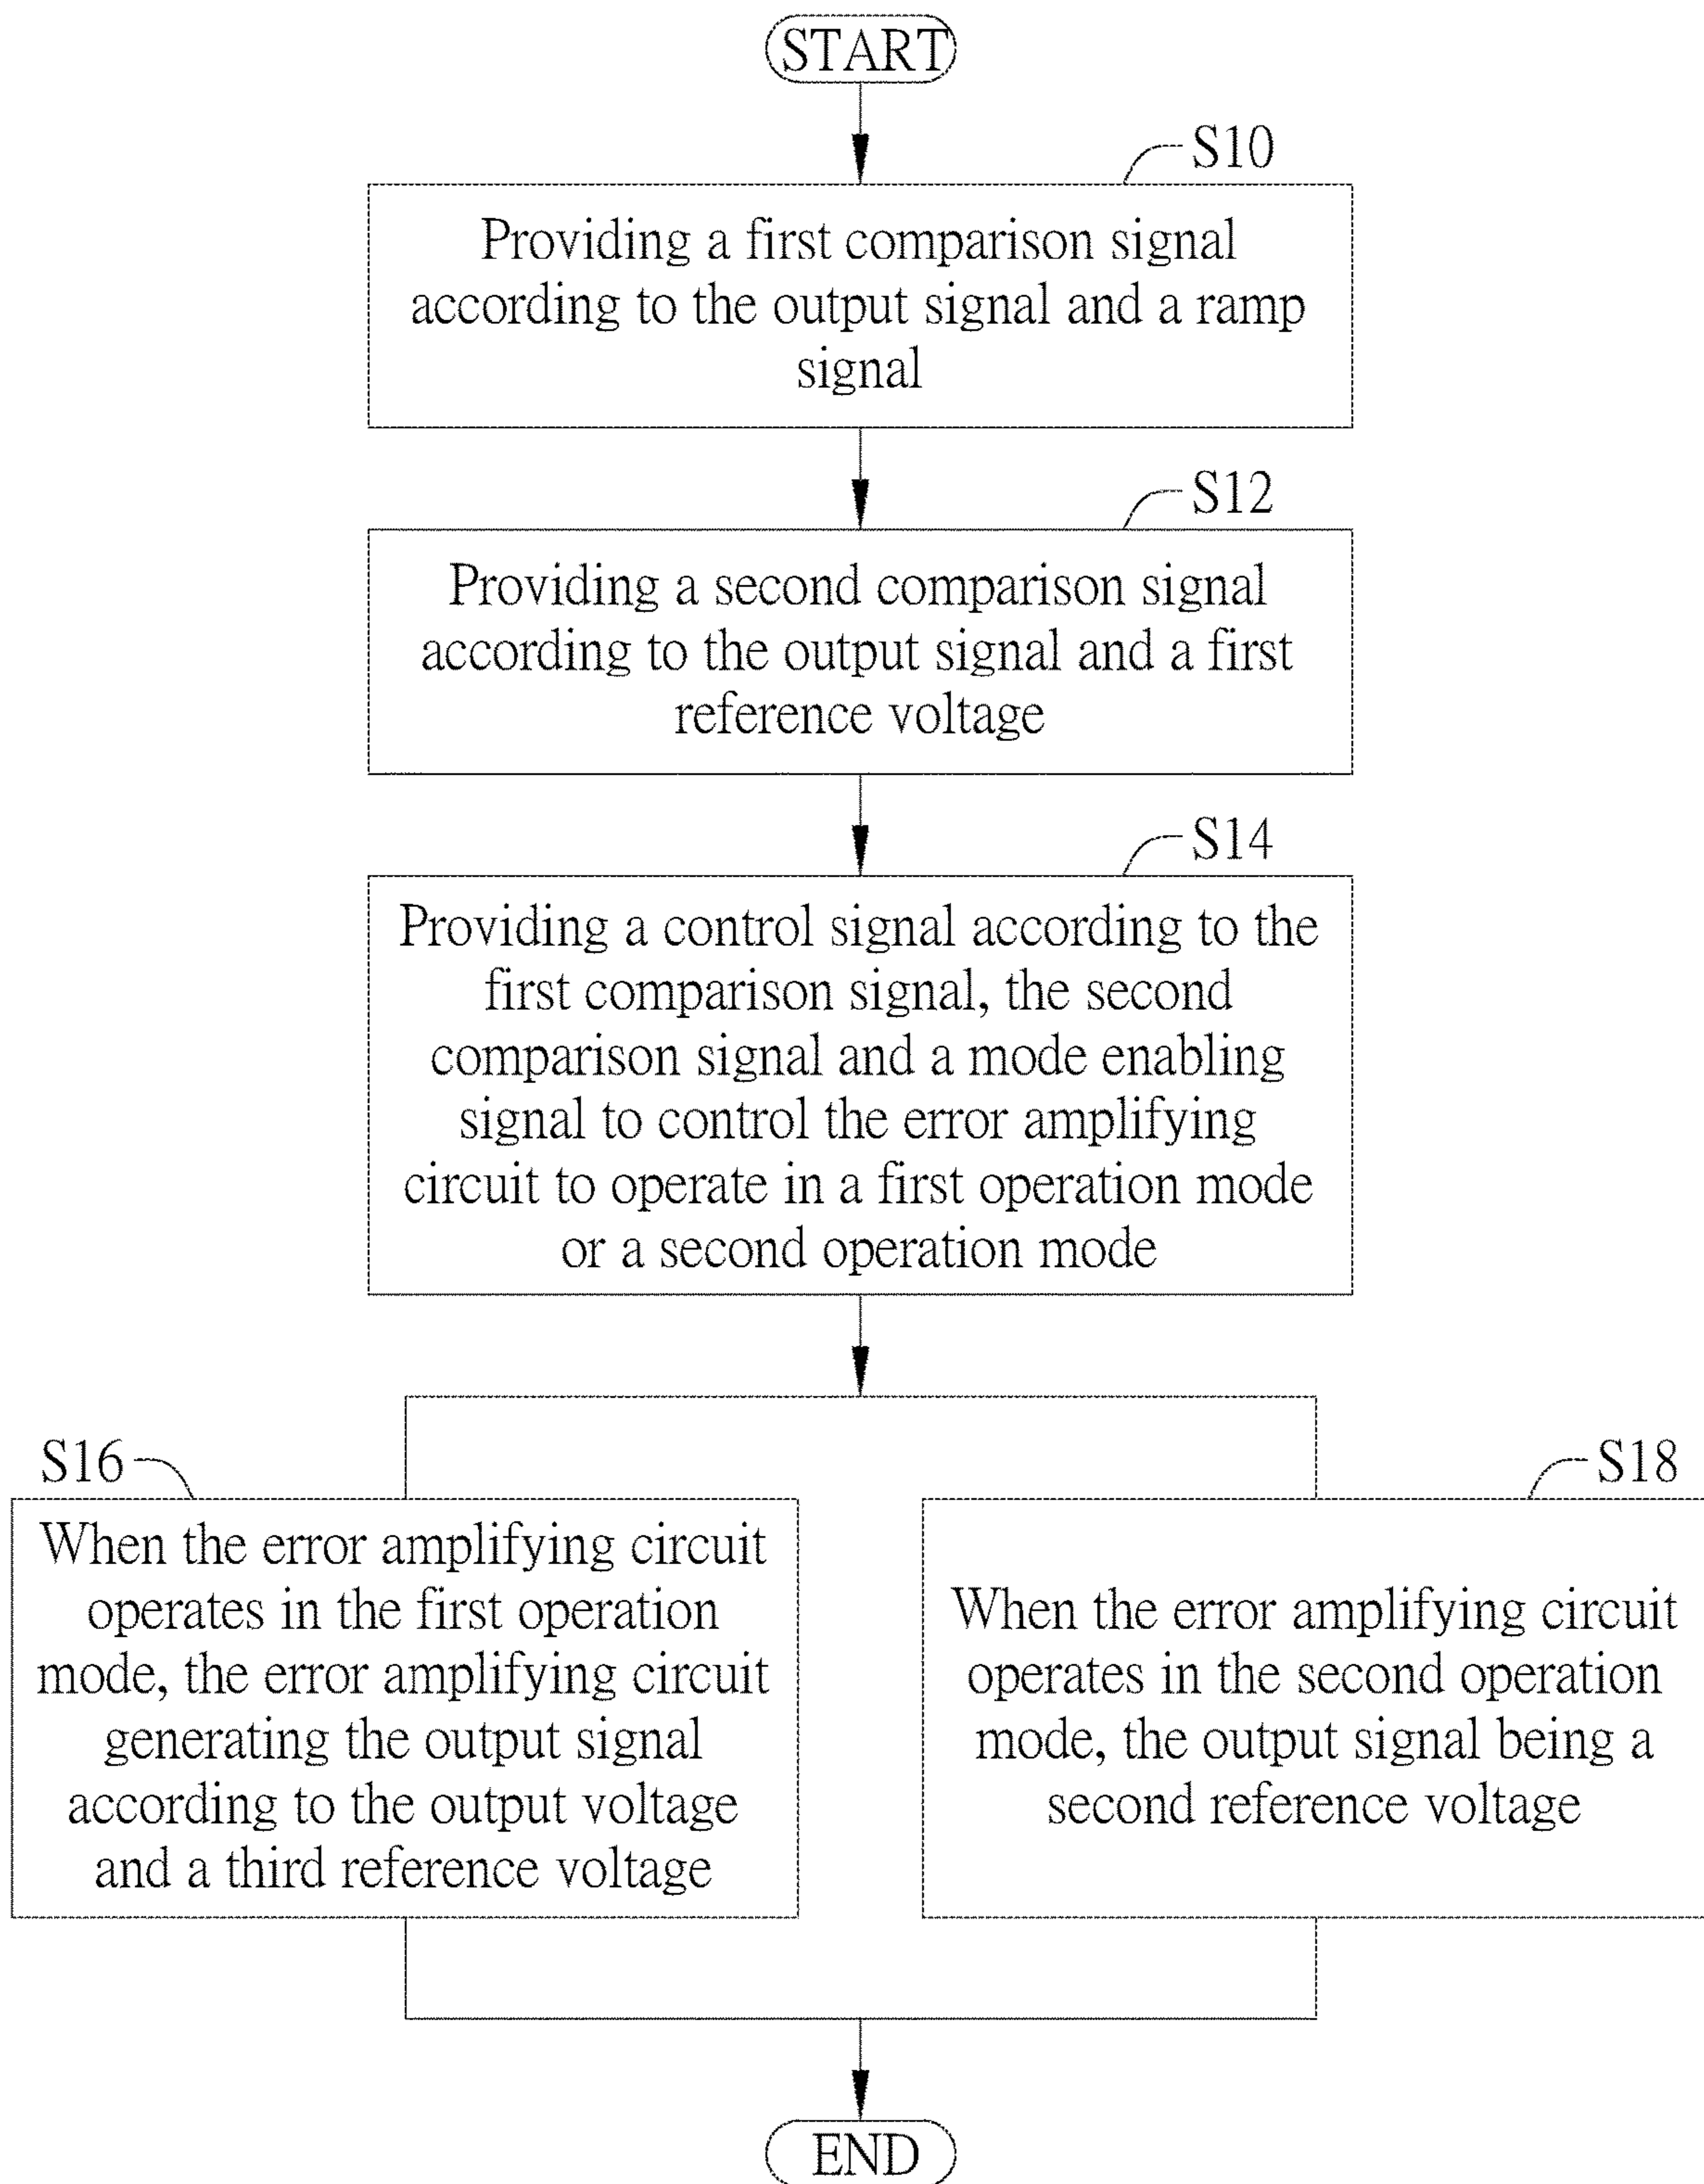 START
S10
Providing a first comparison signal
according to the output signal and a ramp
signal
S12
Providing a second comparison signal
according to the output signal and a first
reference voltage
S14
Providing a control signal according to the
first comparison signal, the second
comparison signal and a mode enabling
signal to control the error amplifying
circuit to operate in a first operation mode
or a second operation mode
S16
When the error amplifying circuit
operates in the first operation
mode, the error amplifying circuit
generating the output signal
according to the output voltage
and a third reference voltage
S18
When the error amplifying circuit
operates in the second operation
mode, the output signal being a
second reference voltage
END